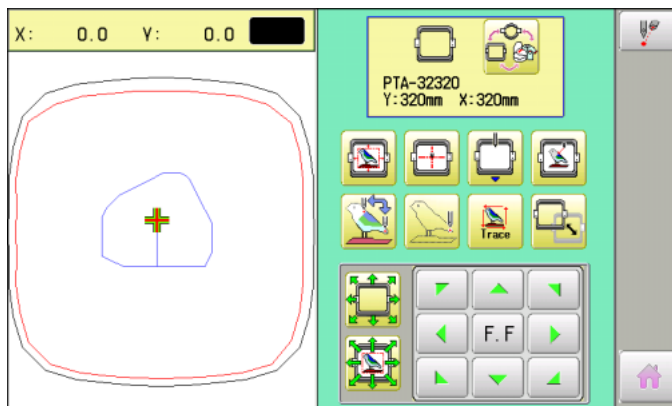 X: 0.0 Y: 0.0
PTA-32320
Y:320mm X:320mm
Trace
F.F